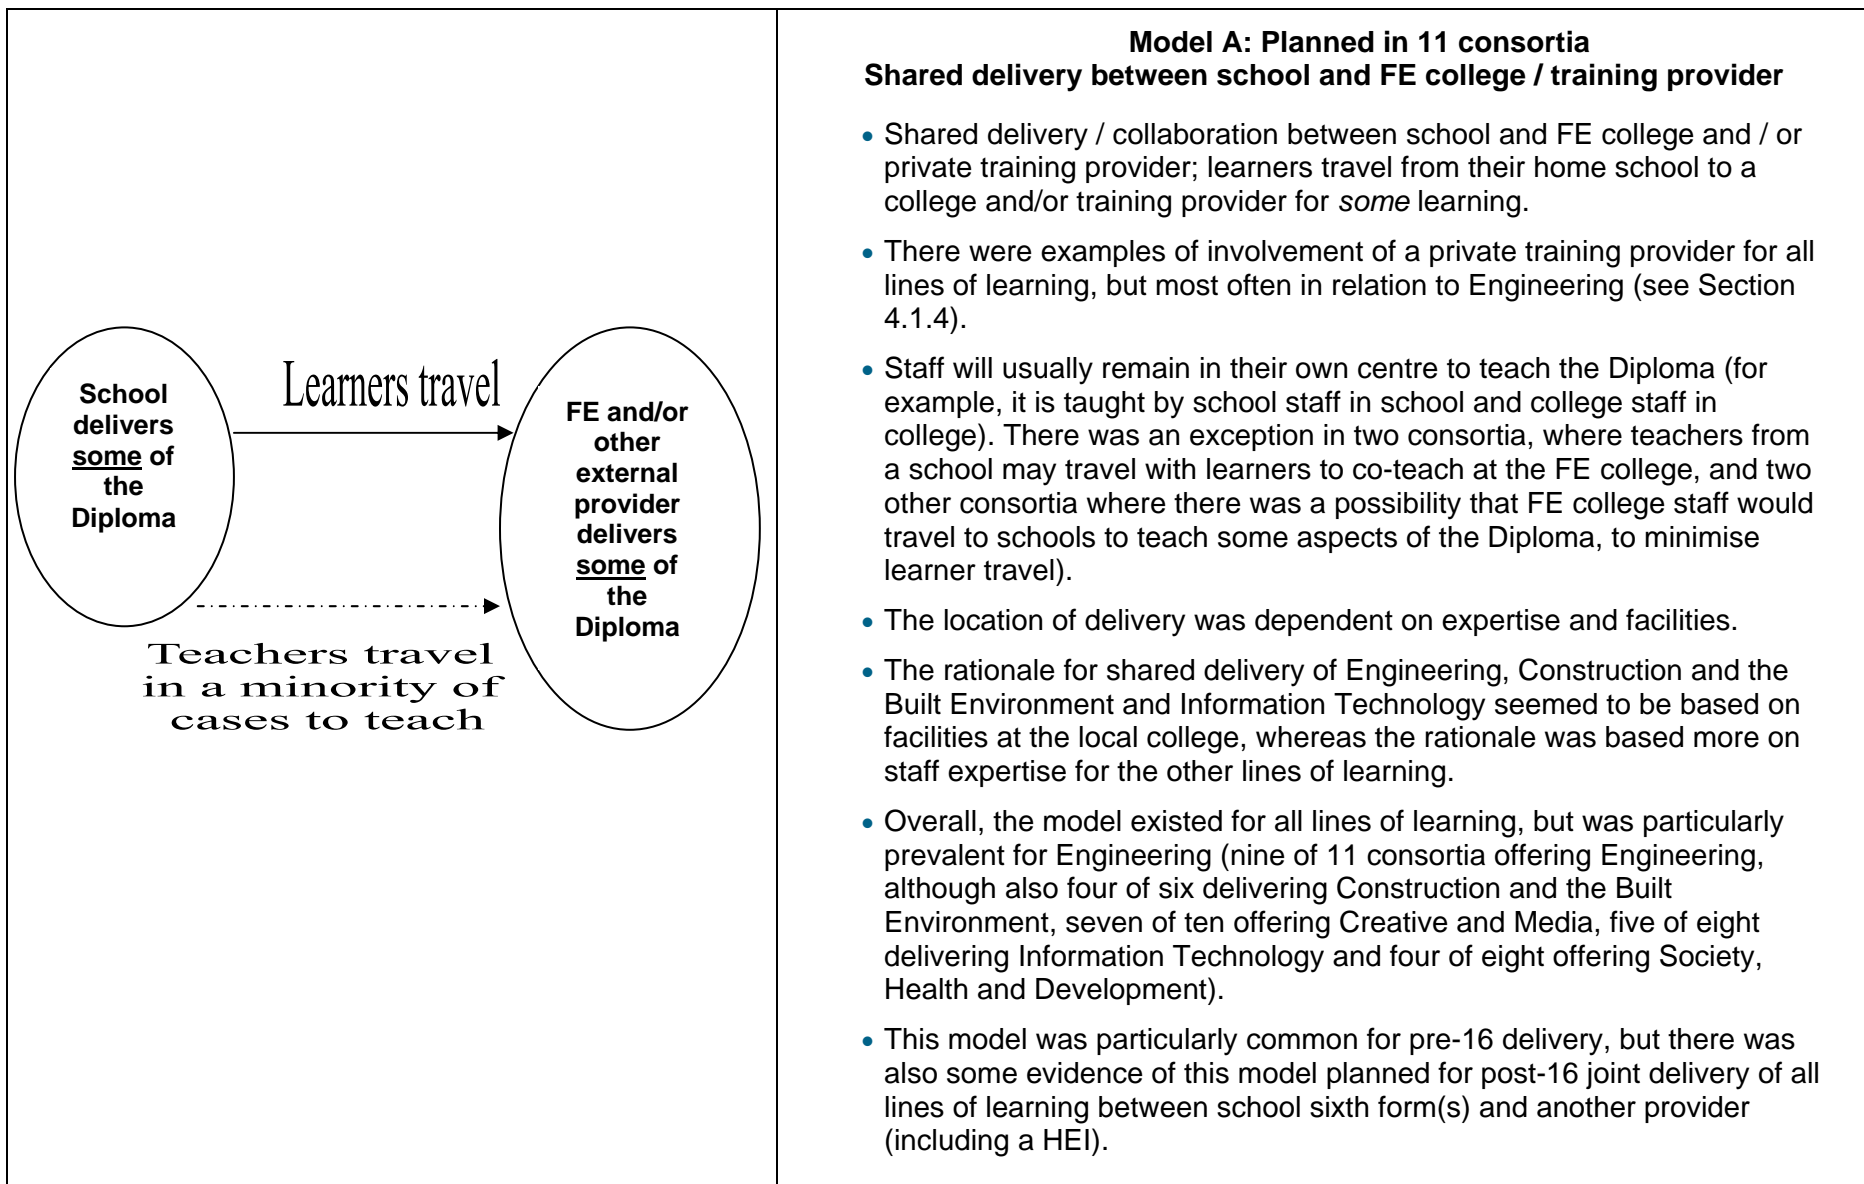 School
delivers
some of
the
Diploma
Learners travel
FE and/or
other
external
provider
delivers
some of
the
Diploma
Teachers travel
in a minority of
cases to teach
Model A: Planned in 11 consortia
Shared delivery between school and FE college / training provider
• Shared delivery / collaboration between school and FE college and / or
private training provider; learners travel from their home school to a
college and/or training provider for some learning.
• There were examples of involvement of a private training provider for all
lines of learning, but most often in relation to Engineering (see Section
4.1.4).
• Staff will usually remain in their own centre to teach the Diploma (for
example, it is taught by school staff in school and college staff in
college). There was an exception in two consortia, where teachers from
a school may travel with learners to co-teach at the FE college, and two
other consortia where there was a possibility that FE college staff would
travel to schools to teach some aspects of the Diploma, to minimise
learner travel).
• The location of delivery was dependent on expertise and facilities.
• The rationale for shared delivery of Engineering, Construction and the
Built Environment and Information Technology seemed to be based on
facilities at the local college, whereas the rationale was based more on
staff expertise for the other lines of learning.
• Overall, the model existed for all lines of learning, but was particularly
prevalent for Engineering (nine of 11 consortia offering Engineering,
although also four of six delivering Construction and the Built
Environment, seven of ten offering Creative and Media, five of eight
delivering Information Technology and four of eight offering Society,
Health and Development).
• This model was particularly common for pre-16 delivery, but there was
also some evidence of this model planned for post-16 joint delivery of all
lines of learning between school sixth form(s) and another provider
(including a HEI).